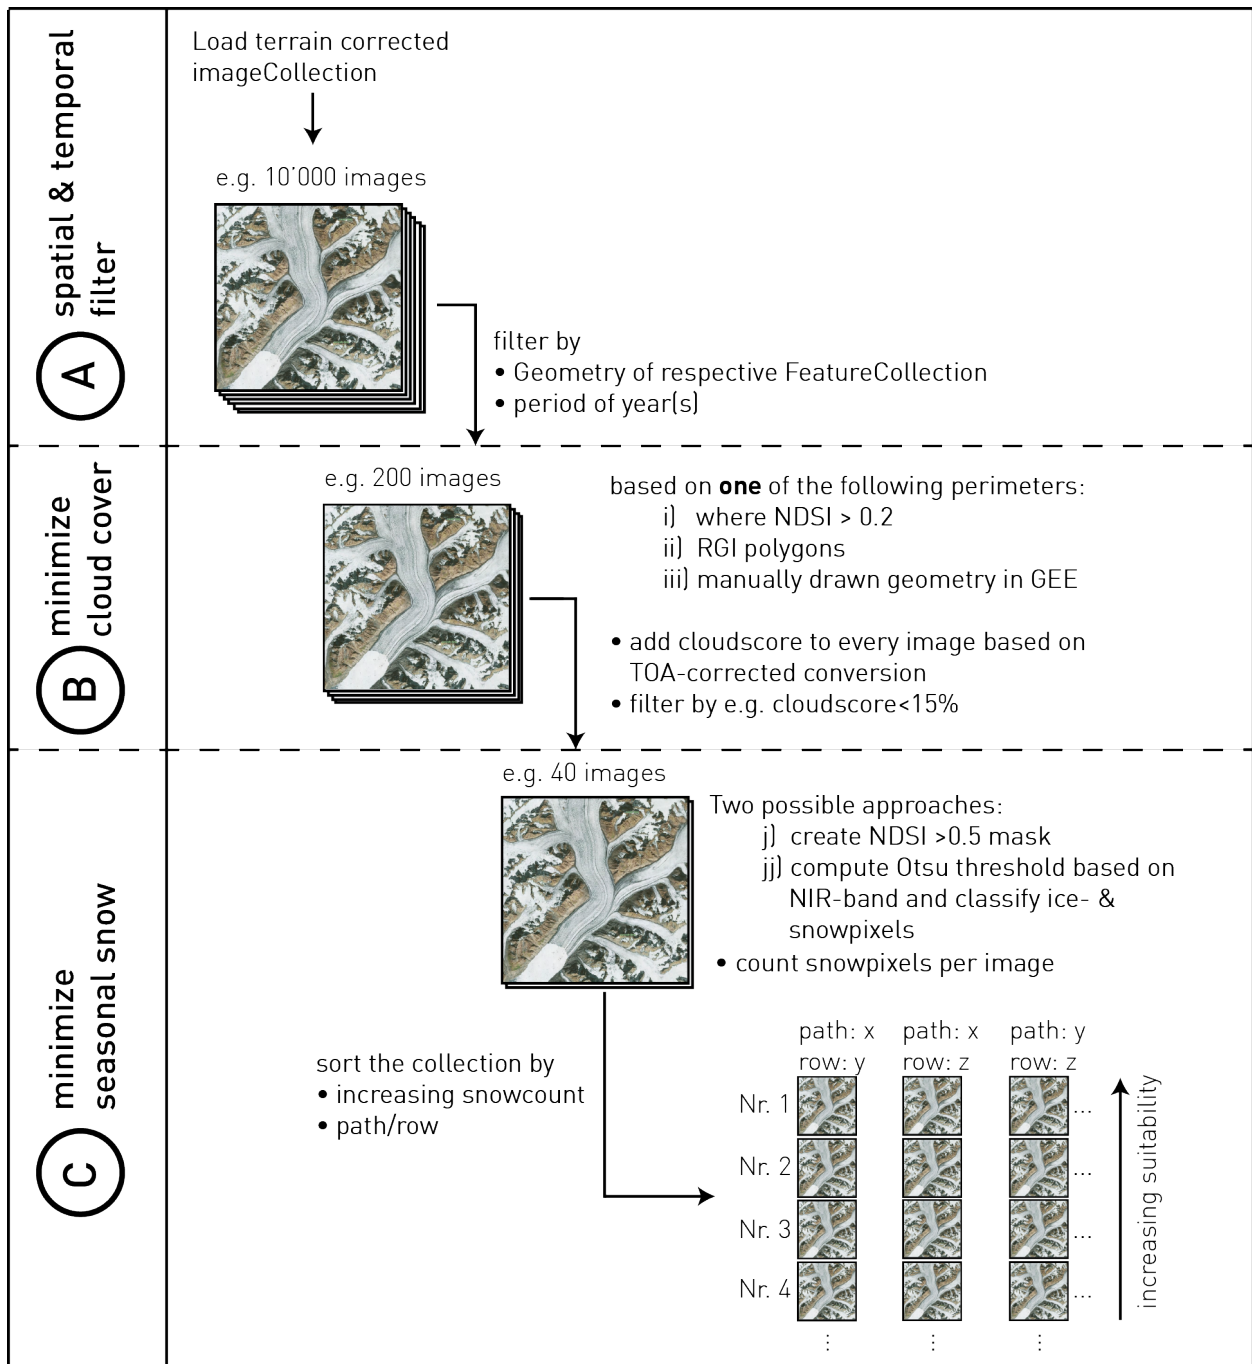 spatial & temporal
filter
A
Load terrain corrected
imageCollection
e.g. 10'000 images
filter by
• Geometry of respective FeatureCollection
• period of year(s)
minimize
cloud cover
B
e.g. 200 images
based on one of the following perimeters:
i) where NDSI > 0.2
ii) RGI polygons
iii) manually drawn geometry in GEE
• add cloudscore to every image based on
TOA-corrected conversion
• filter by e.g. cloudscore<15%
minimize
seasonal snow
C
e.g. 40 images
Two possible approaches:
j) create NDSI >0.5 mask
jj) compute Otsu threshold based on
NIR-band and classify ice- &
snowpixels
• count snowpixels per image
sort the collection by
• increasing snowcount
• path/row
path: x path: x path: y
row: y row: z row: z
Nr. 1 ...
Nr. 2 ...
Nr. 3 ...
Nr. 4 ...
... ... ...
increasing suitability